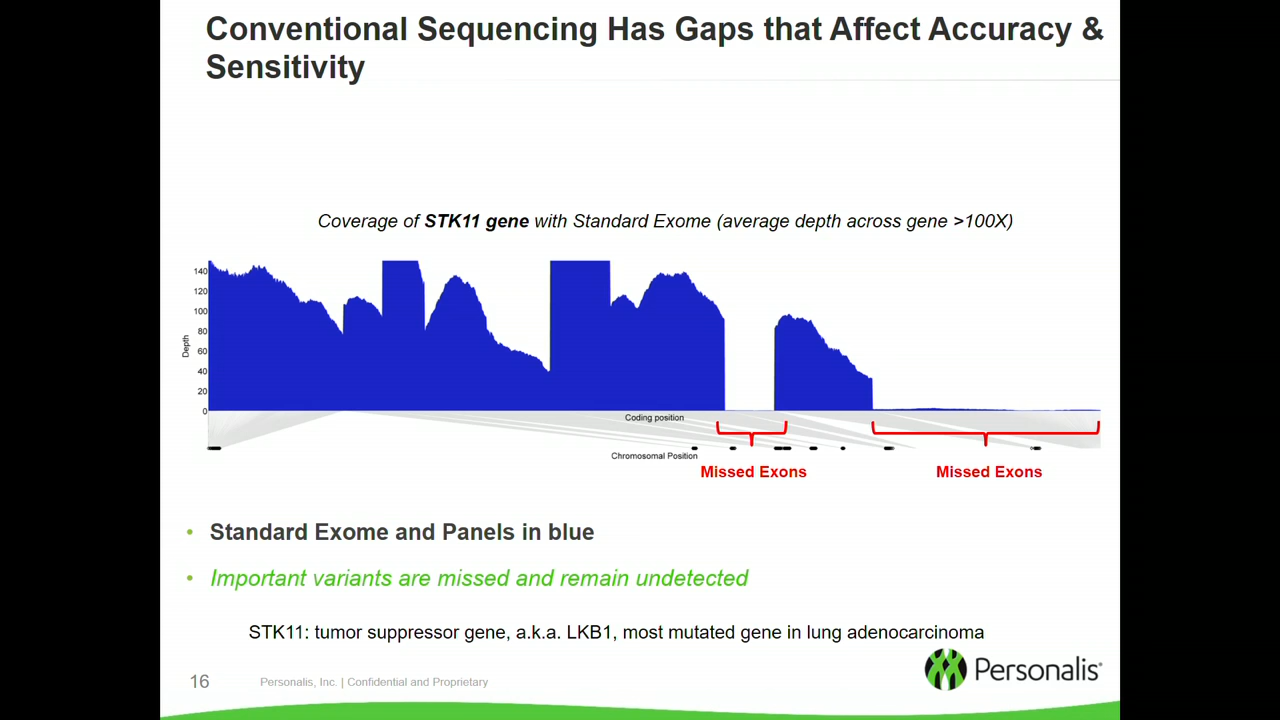 Conventional Sequencing Has Gaps that Affect Accuracy &
Sensitivity
Coverage of STK11 gene with Standard Exome (average depth across gene >100X)
140
120
100
80
60
40
20
0
Depth
Coding position
Chromosomal Position
Missed Exons
Missed Exons
• Standard Exome and Panels in blue
• Important variants are missed and remain undetected
STK11: tumor suppressor gene, a.k.a. LKB1, most mutated gene in lung adenocarcinoma
16
Personalis, Inc. | Confidential and Proprietary
Personalis